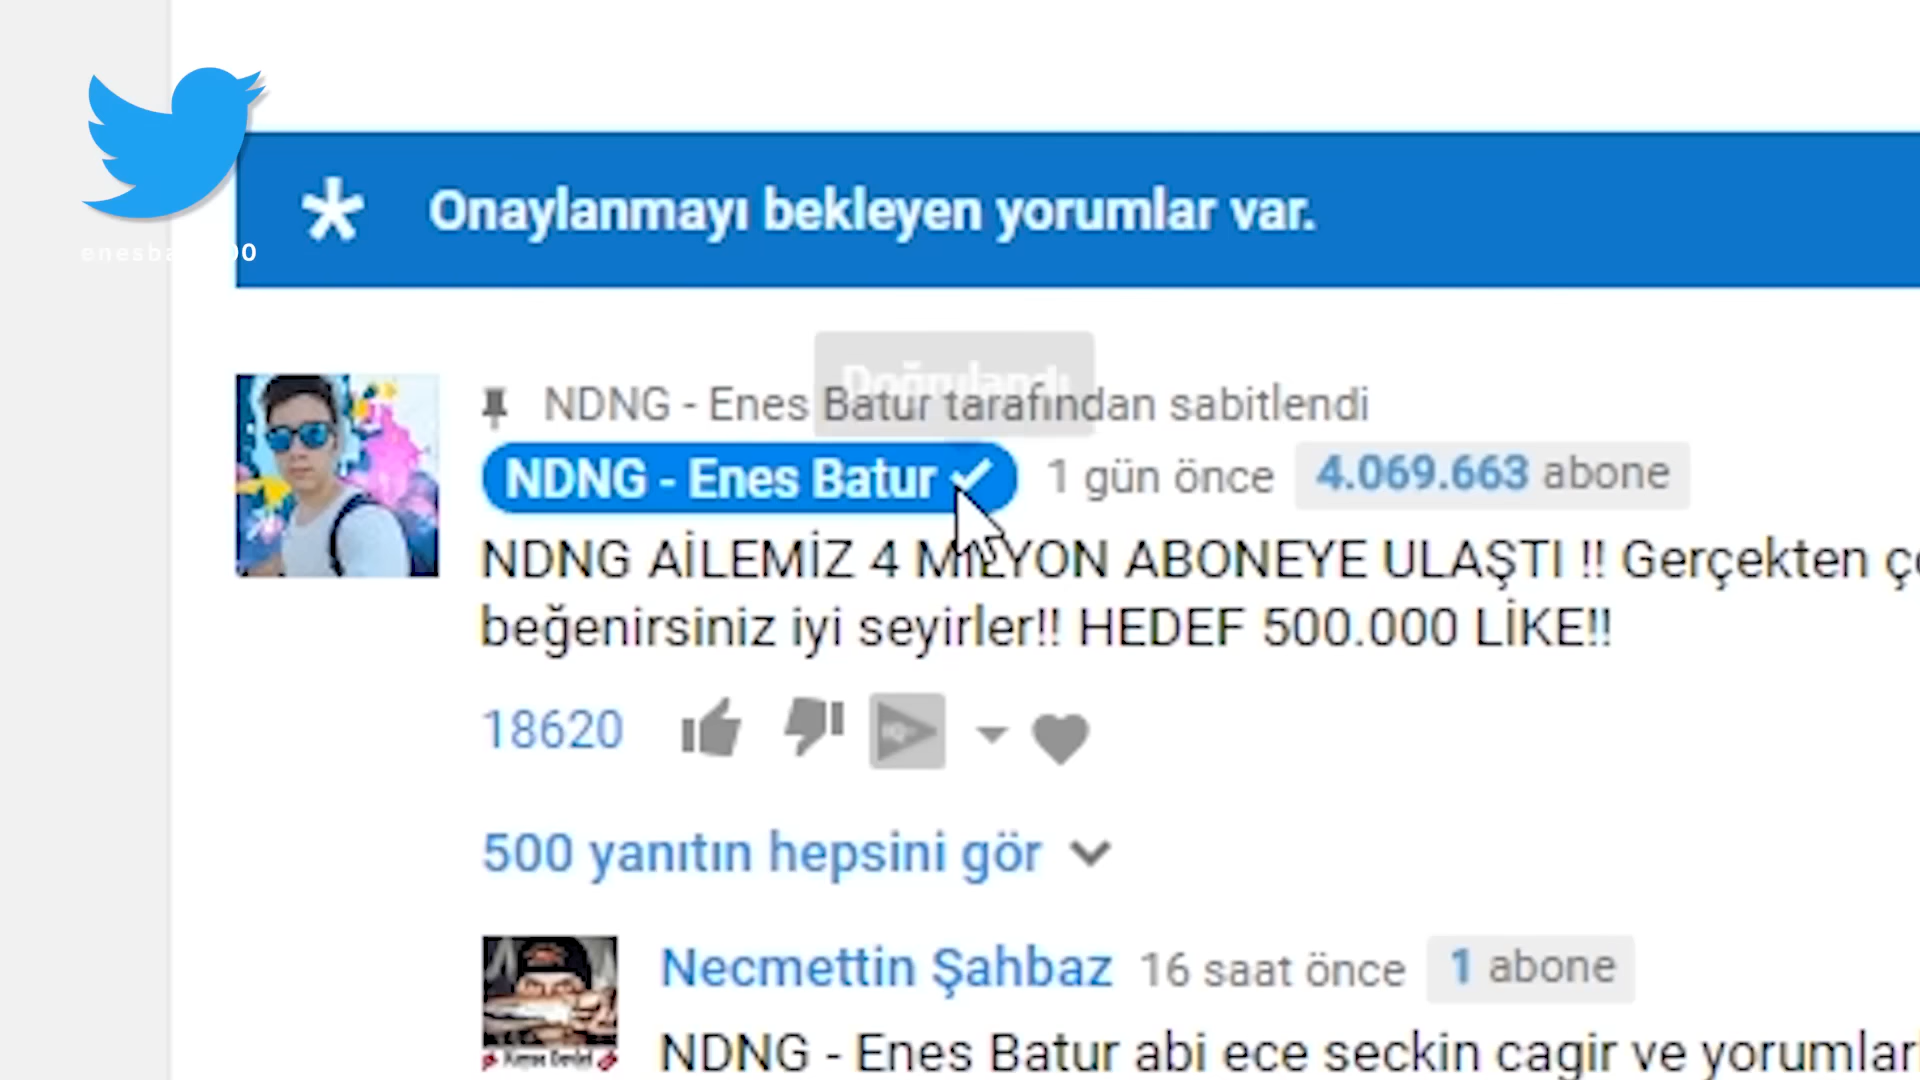 Onaylanmayı bekleyen yorumlar var.
Doğrulandı
NDNG - Enes Batur tarafından sabitlendi
NDNG - Enes Batur 1 gün önce 4.069.663 abone
NDNG AİLEMİZ 4 MİLYON ABONEYE ULAŞTI !! Gerçekten
beğenirsiniz iyi seyirler!! HEDEF 500.000 LİKE!!
18620
500 yanıtın hepsini gör
Necmettin Şahbaz 16 saat önce 1 abone
NDNG - Enes Batur abi ece seckin cagir ve